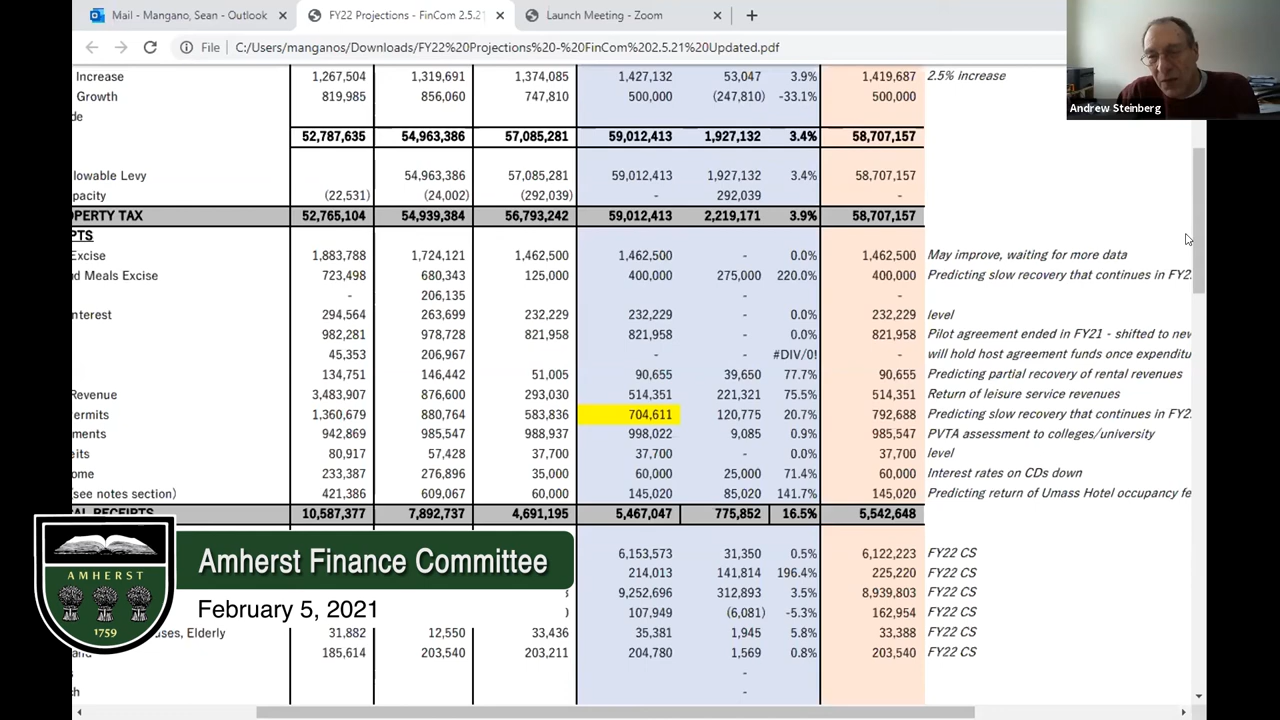 Mail - Mangano, Sean - Outlook × FY22 Projections - FinCom 2.5.21 × Launch Meeting - Zoom × +
File C:/Users/manganos/Downloads/FY22%20Projections%20-%20FinCom%202.5.21%20Updated.pdf
Andrew Steinberg
Increase 1,267,504 1,319,691 1,374,085 1,427,132 53,047 3.9% 1,419,687 2.5% increase
Growth 819,985 856,060 747,810 500,000 (247,810) -33.1% 500,000
de
52,787,635 54,963,386 57,085,281 59,012,413 1,927,132 3.4% 58,707,157
llowable Levy 54,963,386 57,085,281 59,012,413 1,927,132 3.4% 58,707,157
apacity (22,531) (24,002) (292,039) - 292,039 -
OPERTY TAX 52,765,104 54,939,384 56,793,242 59,012,413 2,219,171 3.9% 58,707,157
PTS
Excise 1,883,788 1,724,121 1,462,500 1,462,500 - 0.0% 1,462,500 May improve, waiting for more data
nd Meals Excise 723,498 680,343 125,000 400,000 275,000 220.0% 400,000 Predicting slow recovery that continues in FY2
- 206,135 - -
nterest 294,564 263,699 232,229 232,229 - 0.0% 232,229 level
982,281 978,728 821,958 821,958 - 0.0% 821,958 Pilot agreement ended in FY21 - shifted to new
45,353 206,967 - - #DIV/0! - will hold host agreement funds once expenditu
134,751 146,442 51,005 90,655 39,650 77.7% 90,655 Predicting partial recovery of rental revenues
Revenue 3,483,907 876,600 293,030 514,351 221,321 75.5% 514,351 Return of leisure service revenues
ermits 1,360,679 880,764 583,836 704,611 120,775 20.7% 792,688 Predicting slow recovery that continues in FY2
ments 942,869 985,547 988,937 998,022 9,085 0.9% 985,547 PVTA assessment to colleges/university
eits 80,917 57,428 37,700 37,700 - 0.0% 37,700 level
ome 233,387 276,896 35,000 60,000 25,000 71.4% 60,000 Interest rates on CDs down
(see notes section) 421,386 609,067 60,000 145,020 85,020 141.7% 145,020 Predicting return of Umass Hotel occupancy fe
AL RECEIPTS 10,587,377 7,892,737 4,691,195 5,467,047 775,852 16.5% 5,542,648
6,153,573 31,350 0.5% 6,122,223 FY22 CS
214,013 141,814 196.4% 225,220 FY22 CS
9,252,696 312,893 3.5% 8,939,803 FY22 CS
107,949 (6,081) -5.3% 162,954 FY22 CS
uses, Elderly 31,882 12,550 33,436 35,381 1,945 5.8% 33,388 FY22 CS
185,614 203,540 203,211 204,780 1,569 0.8% 203,540 FY22 CS
s -
ch -
AMHERST
1759
Amherst Finance Committee
February 5, 2021